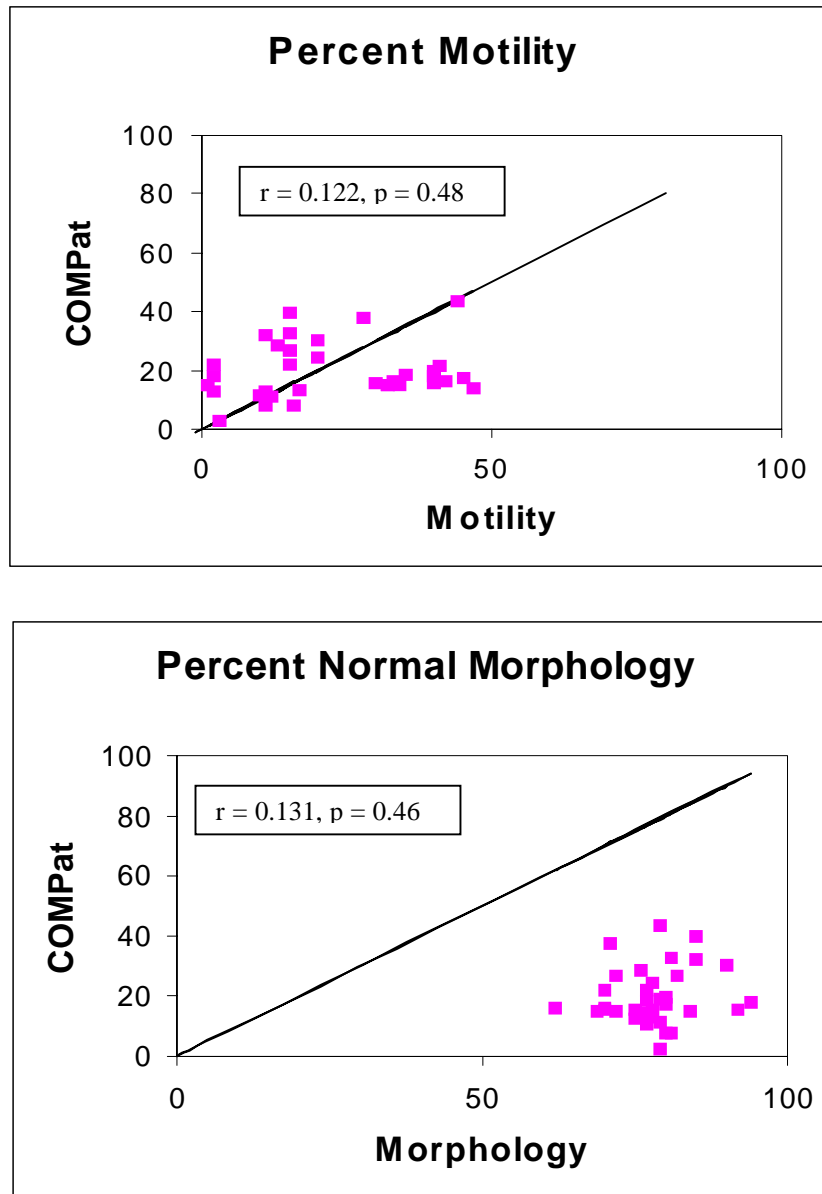 Percent Motility
100
80
60
40
20
0
COMPat
r = 0.122, p = 0.48
0 50 100
Motility
Percent Normal Morphology
100
80
60
40
20
0
COMPat
r = 0.131, p = 0.46
0 50 100
Morphology